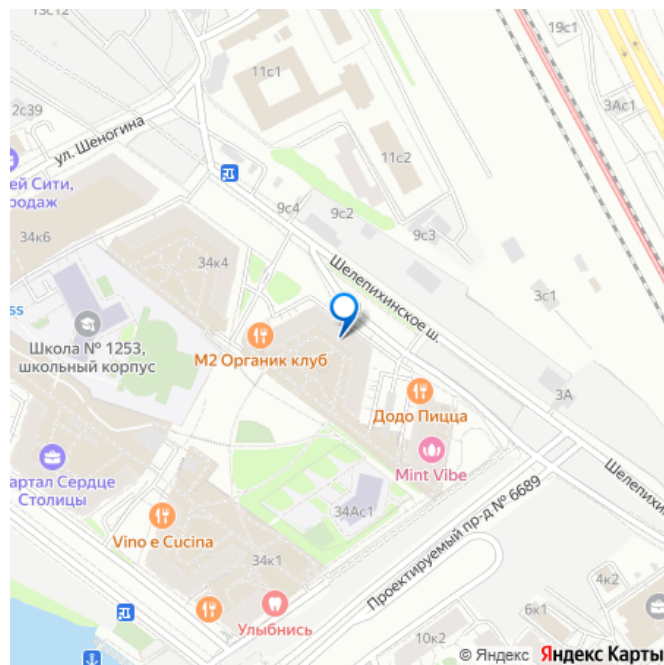 13с12
19с1
11с1
2с39
3Ас1
ул. Шеногина
11с2
ей Сити,
родаж
9с4
9с2
9с3
34к6
34к4
Шелепихинское ш.
3с1
ss
Школа № 1253,
школьный корпус
М2 Органик клуб
3А
Додо Пицца
Mint Vibe
артал Сердце
Столицы
34Ас1
Шелепихи
Проектируемый пр-д № 6689
Vino e Cucina
34к1
4к2
6к1
Улыбнись
10к2
© Яндекс Яндекс Карты